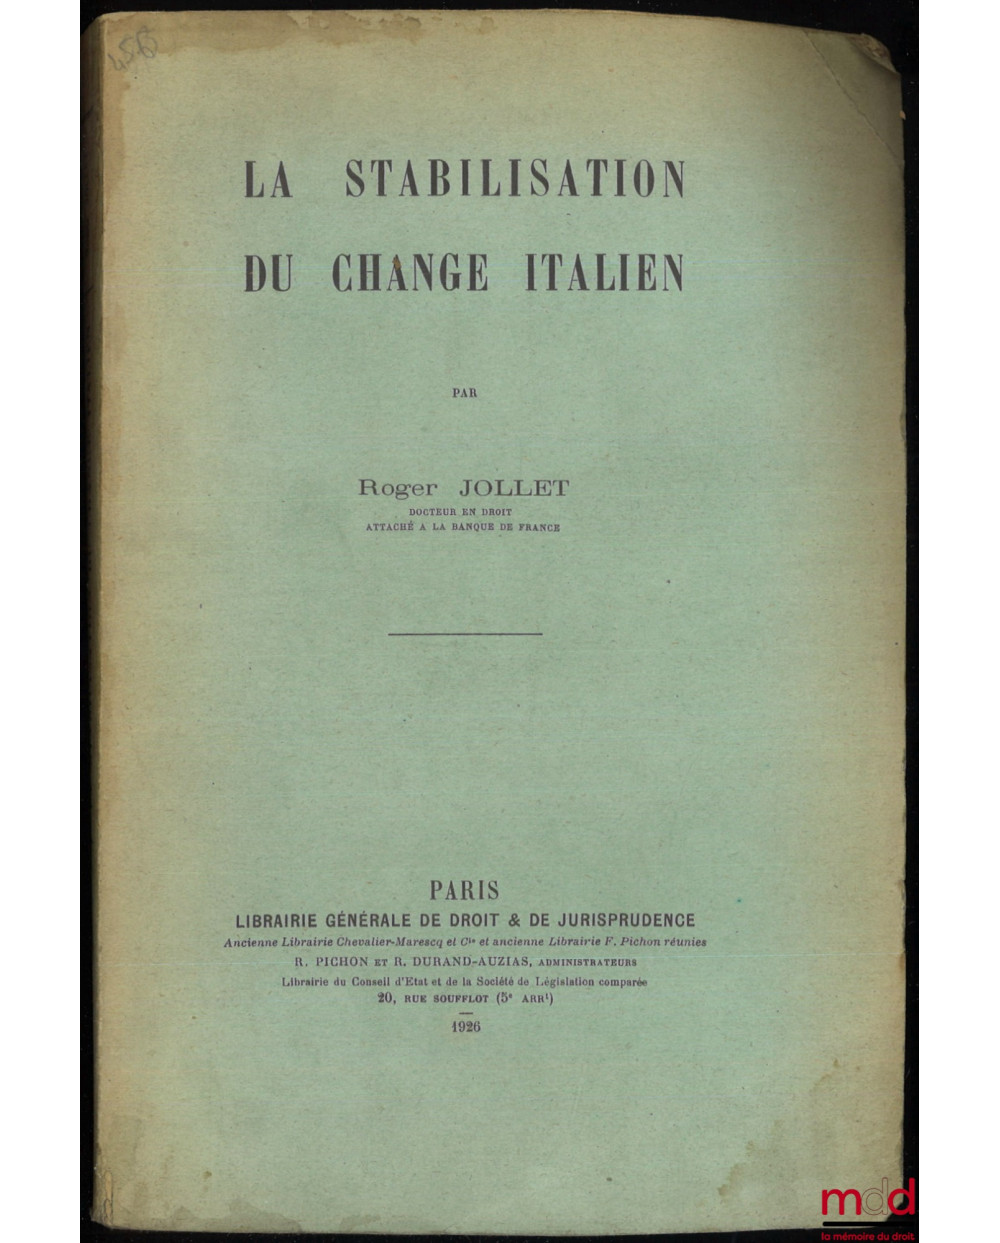 456
LA STABILISATION
DU CHANGE ITALIEN
PAR
Roger JOLLET
DOCTEUR EN DROIT
ATTACHÉ A LA BANQUE DE FRANCE
PARIS
LIBRAIRIE GÉNÉRALE DE DROIT & DE JURISPRUDENCE
Ancienne Librairie Chevalier-Marescq et Cie et ancienne Librairie F. Pichon réunies
R. PICHON ET R. DURAND-AUZIAS, ADMINISTRATEURS
Librairie du Conseil d'Etat et de la Société de Législation comparée
20, RUE SOUFFLOT (5e ARRt)
1926
mdd
la mémoire du droit